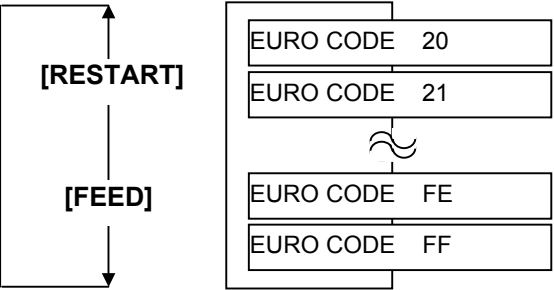 EURO CODE 20
[RESTART]
EURO CODE 21
[FEED]
EURO CODE FE
EURO CODE FF